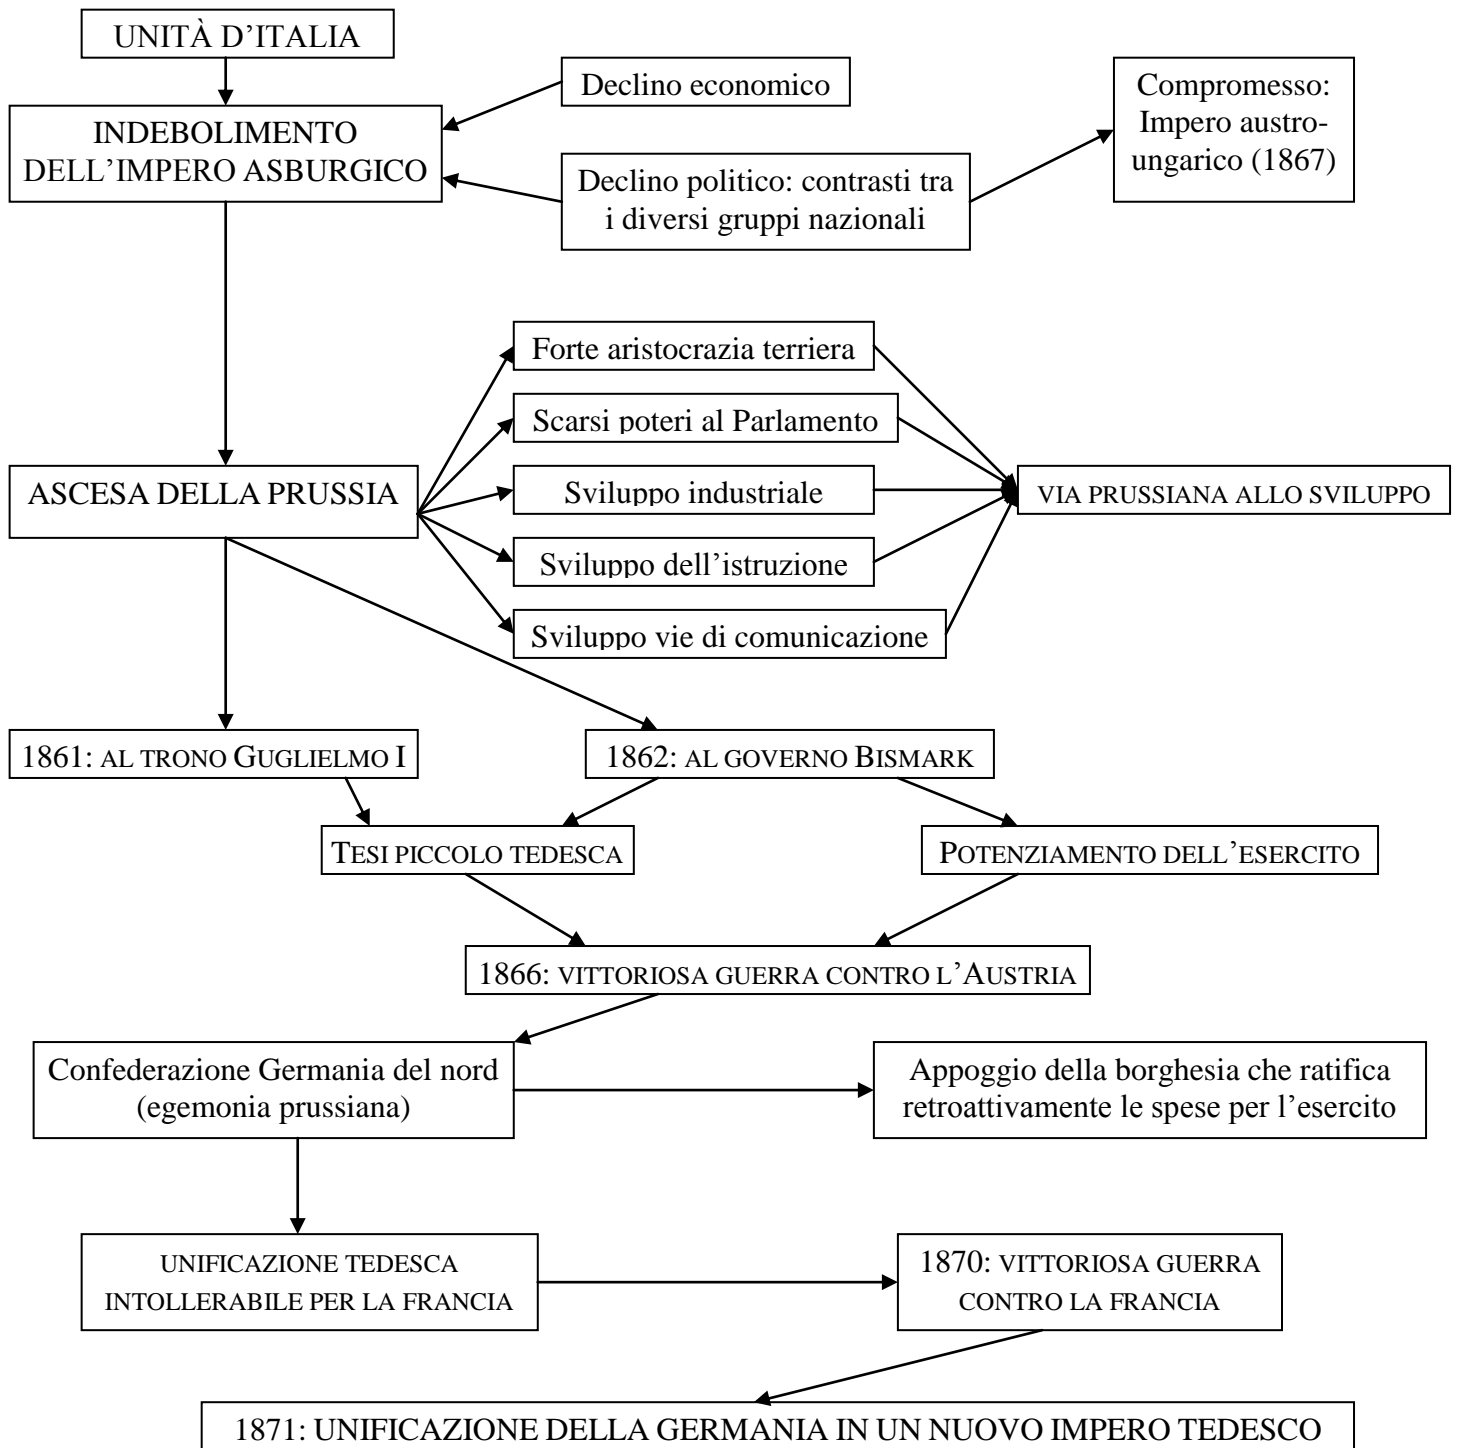 UNITÀ D’ITALIA
Declino economico
Compromesso:
Impero austro-
ungarico (1867)
INDEBOLIMENTO
DELL’IMPERO ASBURGICO
Declino politico: contrasti tra
i diversi gruppi nazionali
Forte aristocrazia terriera
Scarsi poteri al Parlamento
ASCESA DELLA PRUSSIA
Sviluppo industriale
VIA PRUSSIANA ALLO SVILUPPO
Sviluppo dell’istruzione
Sviluppo vie di comunicazione
1861: AL TRONO GUGLIELMO I
1862: AL GOVERNO BISMARK
TESI PICCOLO TEDESCA
POTENZIAMENTO DELL’ESERCITO
1866: VITTORIOSA GUERRA CONTRO L’AUSTRIA
Confederazione Germania del nord
(egemonia prussiana)
Appoggio della borghesia che ratifica
retroattivamente le spese per l’esercito
UNIFICAZIONE TEDESCA
INTOLLERABILE PER LA FRANCIA
1870: VITTORIOSA GUERRA
CONTRO LA FRANCIA
1871: UNIFICAZIONE DELLA GERMANIA IN UN NUOVO IMPERO TEDESCO